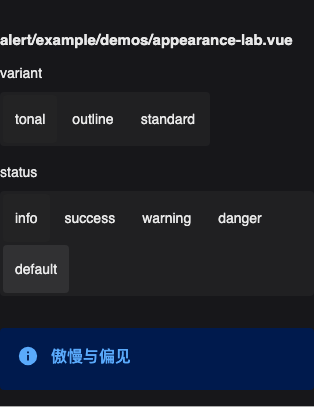 alert/example/demos/appearance-lab.vue
variant
tonal outline standard
status
info success warning danger
default
傲慢与偏见